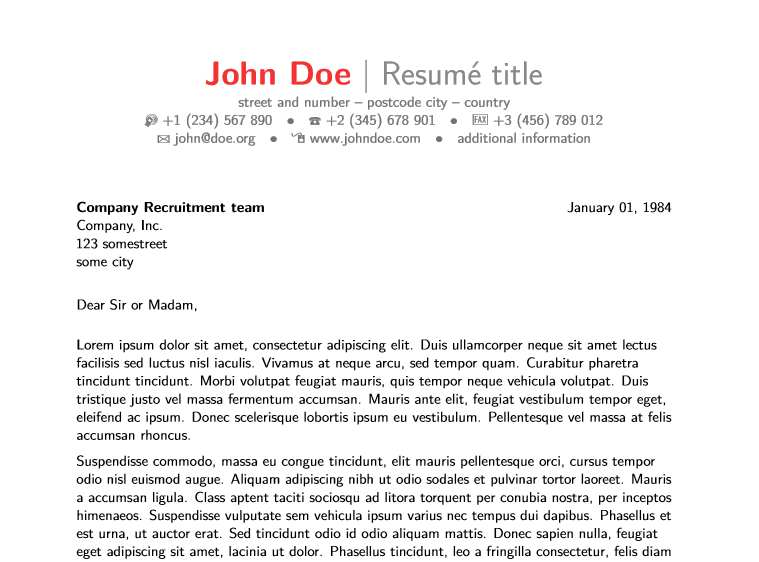 John Doe | Resumé title
street and number – postcode city – country
+1 (234) 567 890 • ☎ +2 (345) 678 901 • FAX +3 (456) 789 012
✉ john@doe.org • www.johndoe.com • additional information
Company Recruitment team January 01, 1984
Company, Inc.
123 somestreet
some city
Dear Sir or Madam,
Lorem ipsum dolor sit amet, consectetur adipiscing elit. Duis ullamcorper neque sit amet lectus
facilisis sed luctus nisl iaculis. Vivamus at neque arcu, sed tempor quam. Curabitur pharetra
tincidunt tincidunt. Morbi volutpat feugiat mauris, quis tempor neque vehicula volutpat. Duis
tristique justo vel massa fermentum accumsan. Mauris ante elit, feugiat vestibulum tempor eget,
eleifend ac ipsum. Donec scelerisque lobortis ipsum eu vestibulum. Pellentesque vel massa at felis
accumsan rhoncus.
Suspendisse commodo, massa eu congue tincidunt, elit mauris pellentesque orci, cursus tempor
odio nisl euismod augue. Aliquam adipiscing nibh ut odio sodales et pulvinar tortor laoreet. Mauris
a accumsan ligula. Class aptent taciti sociosqu ad litora torquent per conubia nostra, per inceptos
himenaeos. Suspendisse vulputate sem vehicula ipsum varius nec tempus dui dapibus. Phasellus et
est urna, ut auctor erat. Sed tincidunt odio id odio aliquam mattis. Donec sapien nulla, feugiat
eget adipiscing sit amet, lacinia ut dolor. Phasellus tincidunt, leo a fringilla consectetur, felis diam